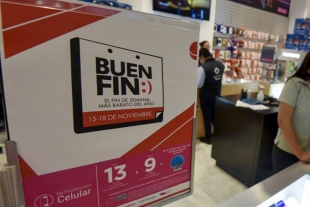 BUEN
FIN:)
EL FIN DE SEMANA
MÁS BARATO DEL AÑO
15-18 DE NOVIEMBRE
13 9
Celular